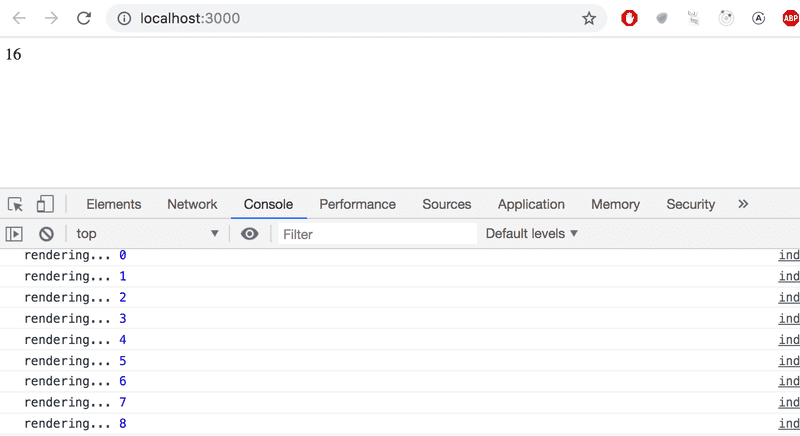 localhost:3000
ABP
16
Elements Network Console Performance Sources Application Memory Security »
top Filter Default levels
rendering... 0 ind
rendering... 1 ind
rendering... 2 ind
rendering... 3 ind
rendering... 4 ind
rendering... 5 ind
rendering... 6 ind
rendering... 7 ind
rendering... 8 ind